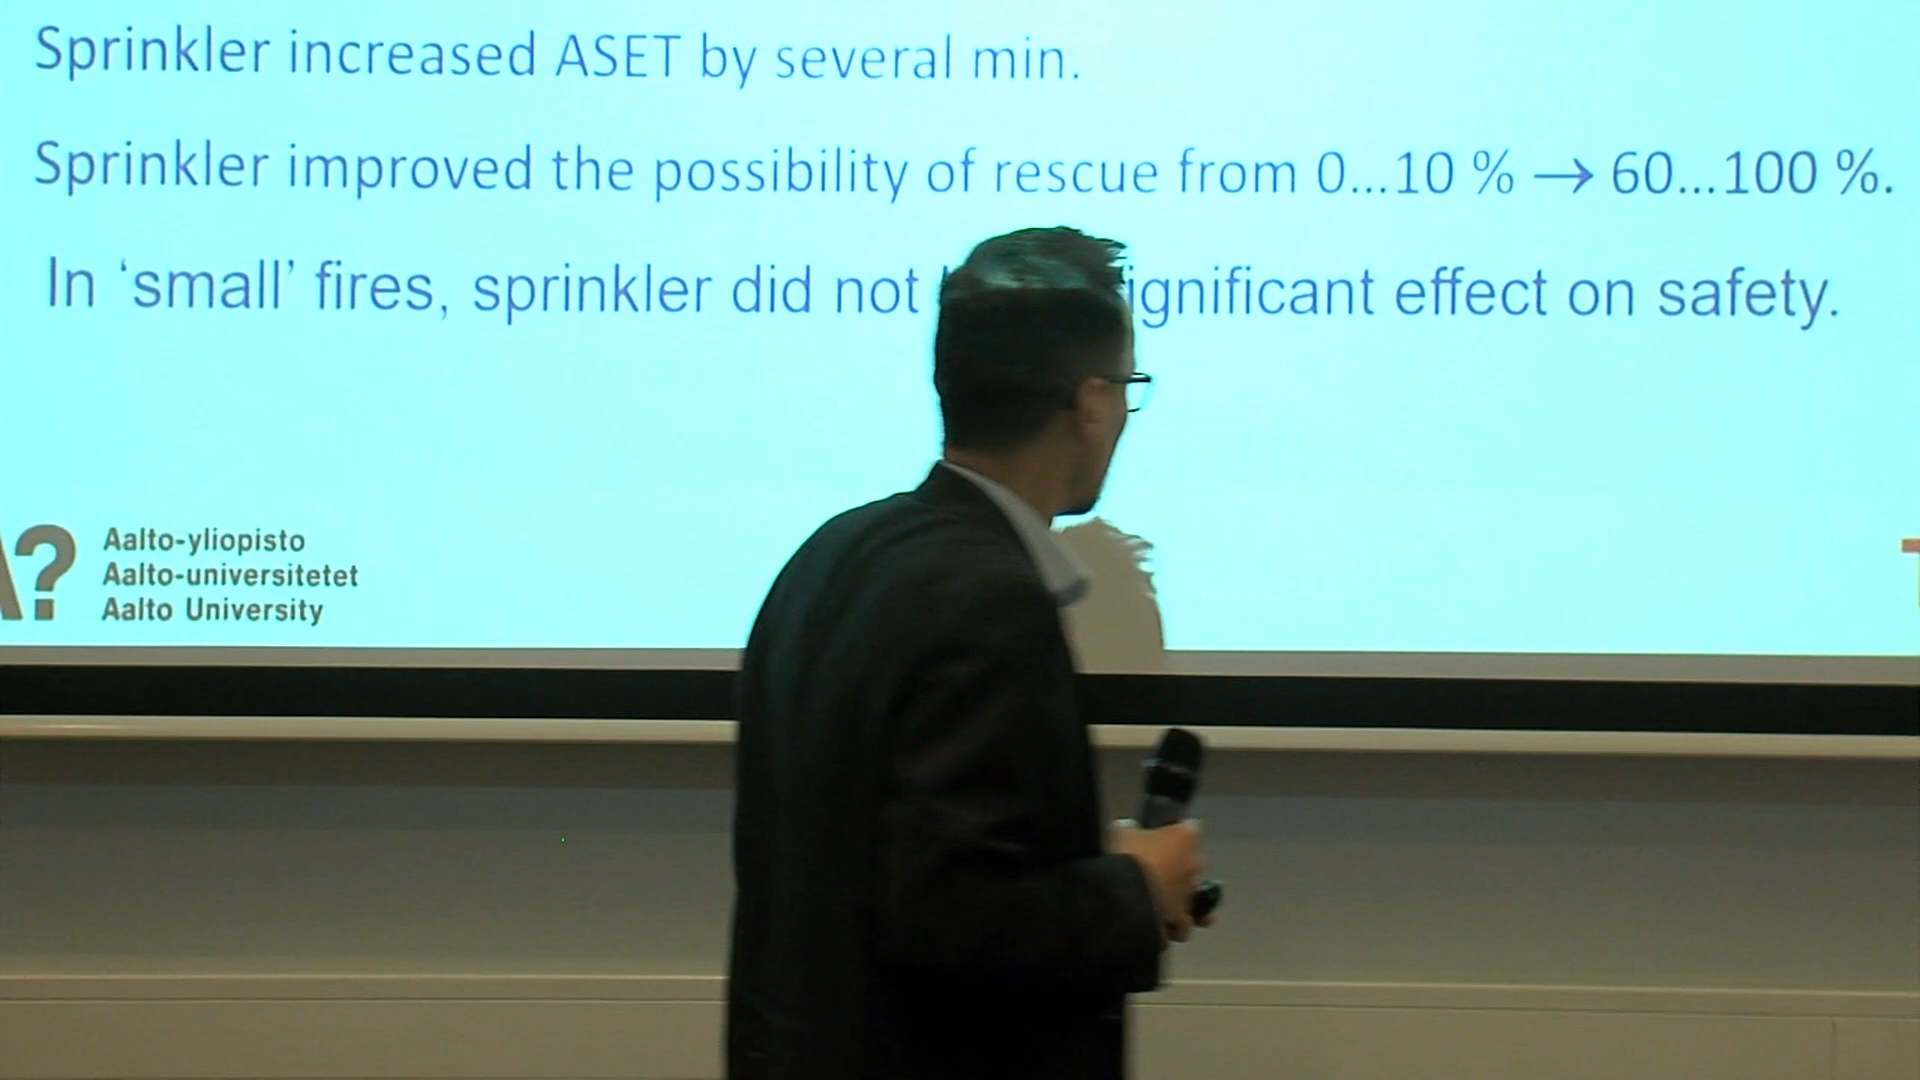 Sprinkler increased ASET by several min.
Sprinkler improved the possibility of rescue from 0...10 % → 60...100 %.
In ‘small’ fires, sprinkler did not ignificant effect on safety.
A?
Aalto-yliopisto
Aalto-universitetet
Aalto University